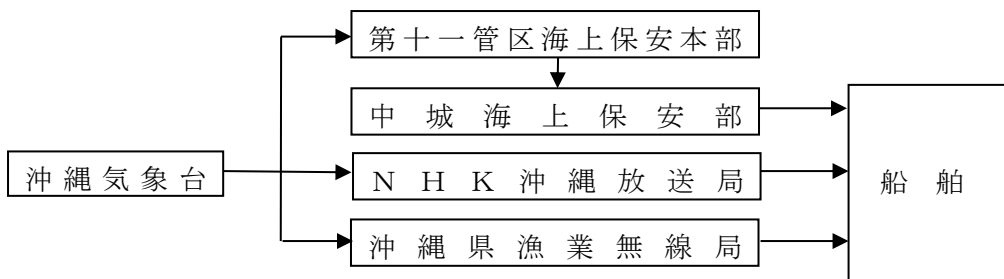 第十一管区海上保安本部
中城海上保安部
沖縄気象台
NHK沖縄放送局
船舶
沖縄県漁業無線局